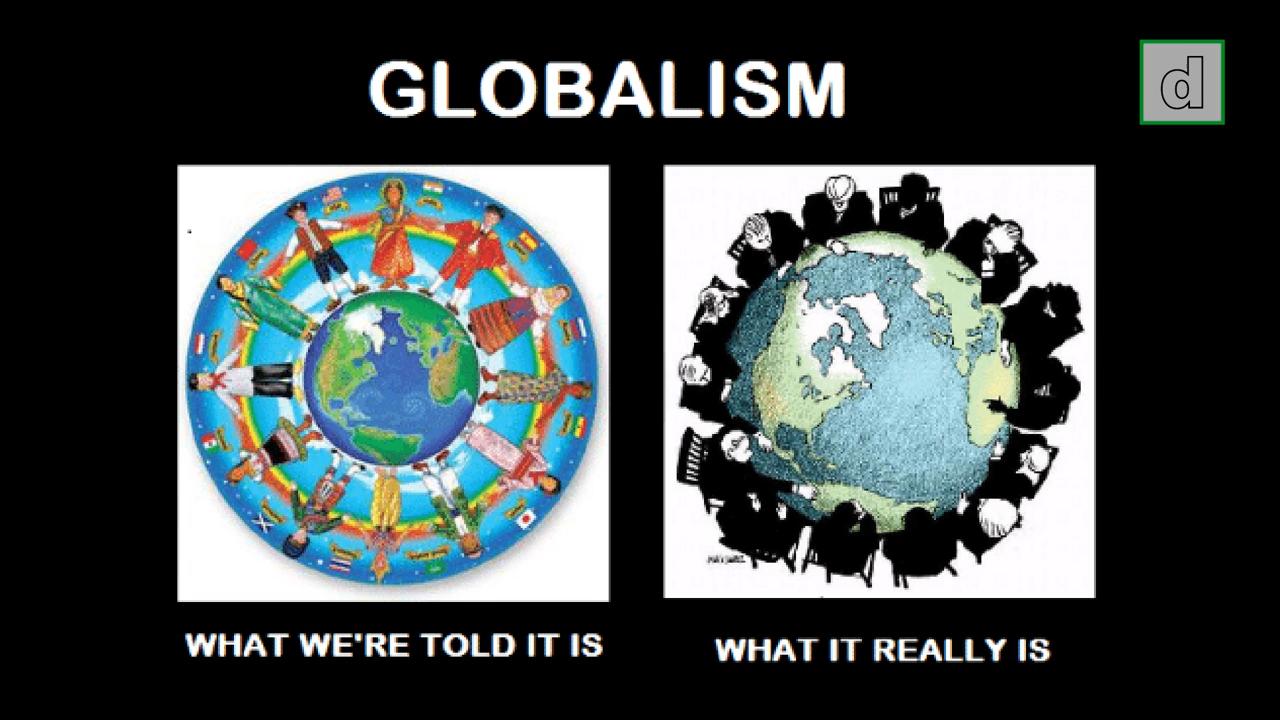 GLOBALISM
d
WHAT WE'RE TOLD IT IS
WHAT IT REALLY IS